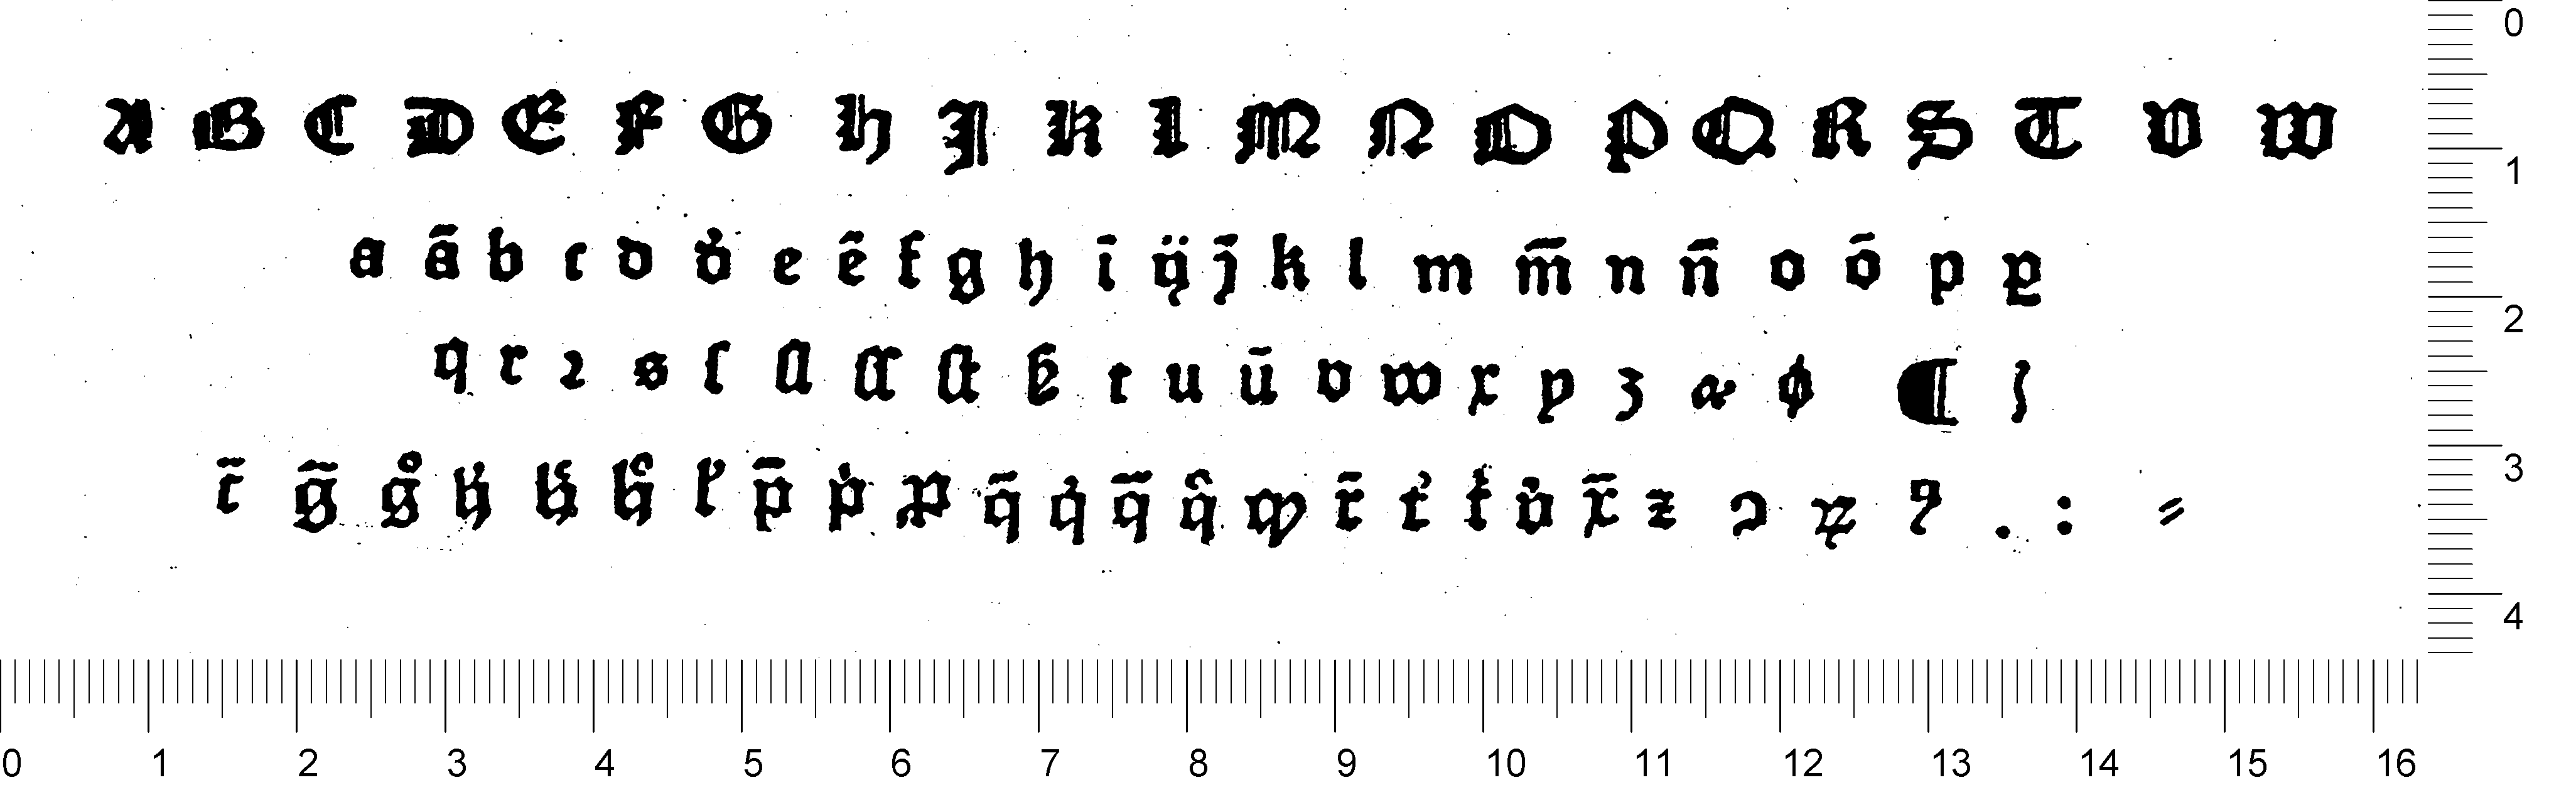 A B C D E F G H J K L M N O P Q R S T V W
a ā b c d d̉ e ē f g h ī ÿ j̄ k l m m̄ n n̄ o ō p ꝑ
q r ꝛ s ſ ſl ſſ ſt ß t u ū v w x y ꝫ œ ø ¶ ʃ
c̄ ḡ g̊ p̄ q̄ q̄ q̂ r̄ x̄ z ꝯ . : ⸗
0
1
2
3
4
0 1 2 3 4 5 6 7 8 9 10 11 12 13 14 15 16